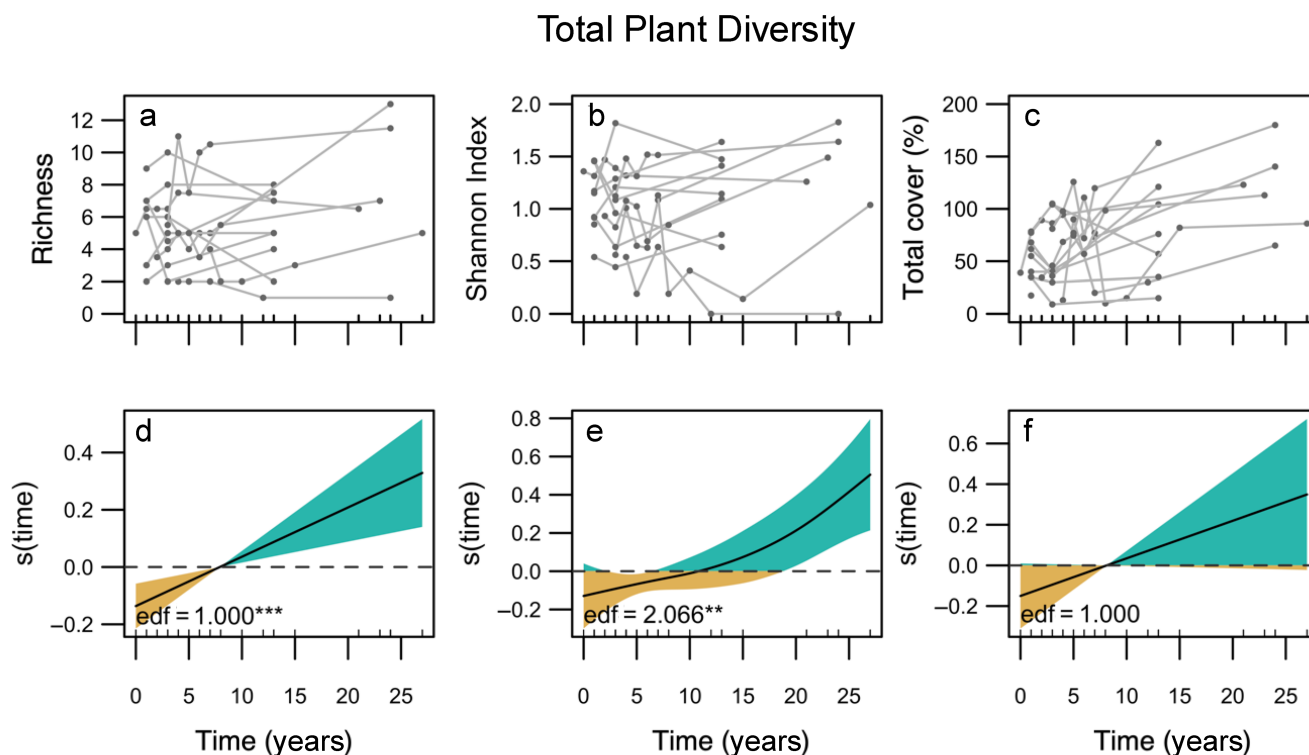 Total Plant Diversity
a
Richness
12
10
8
6
4
2
0
b
Shannon Index
2.0
1.5
1.0
0.5
0.0
c
Total cover (%)
200
150
100
50
0
d
s(time)
0.4
0.2
0.0
−0.2
edf = 1.000***
0 5 10 15 20 25
Time (years)
e
s(time)
0.8
0.6
0.4
0.2
0.0
−0.2
edf = 2.066**
0 5 10 15 20 25
Time (years)
f
s(time)
0.6
0.4
0.2
0.0
−0.2
edf = 1.000
0 5 10 15 20 25
Time (years)